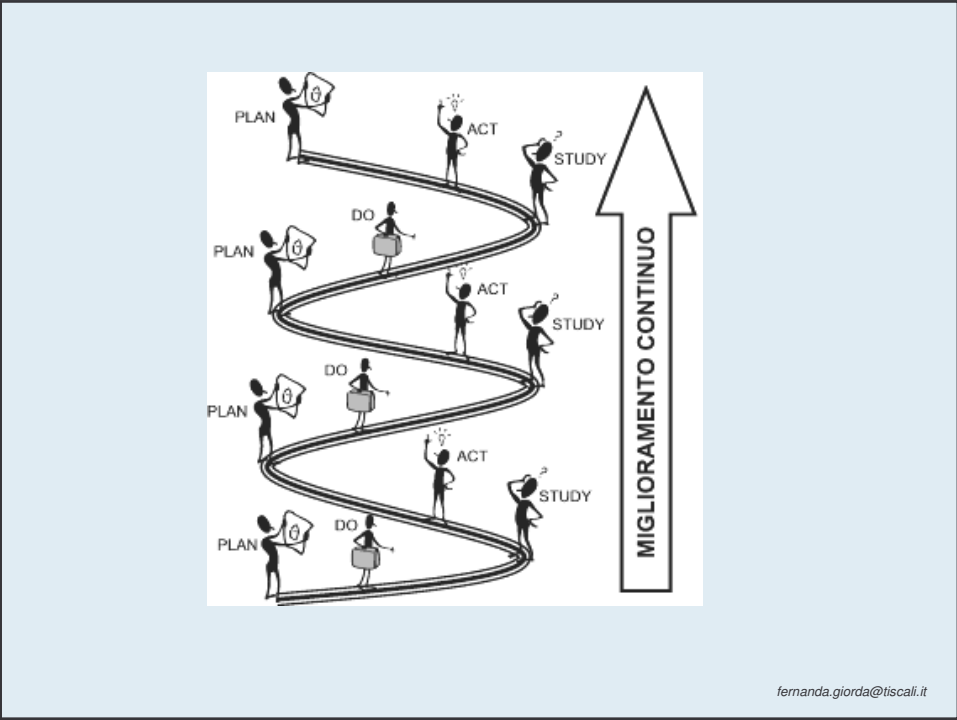 PLAN
ACT
STUDY
DO
PLAN
ACT
STUDY
DO
PLAN
ACT
STUDY
DO
PLAN
MIGLIORAMENTO CONTINUO
fernanda.giorda@tiscali.it